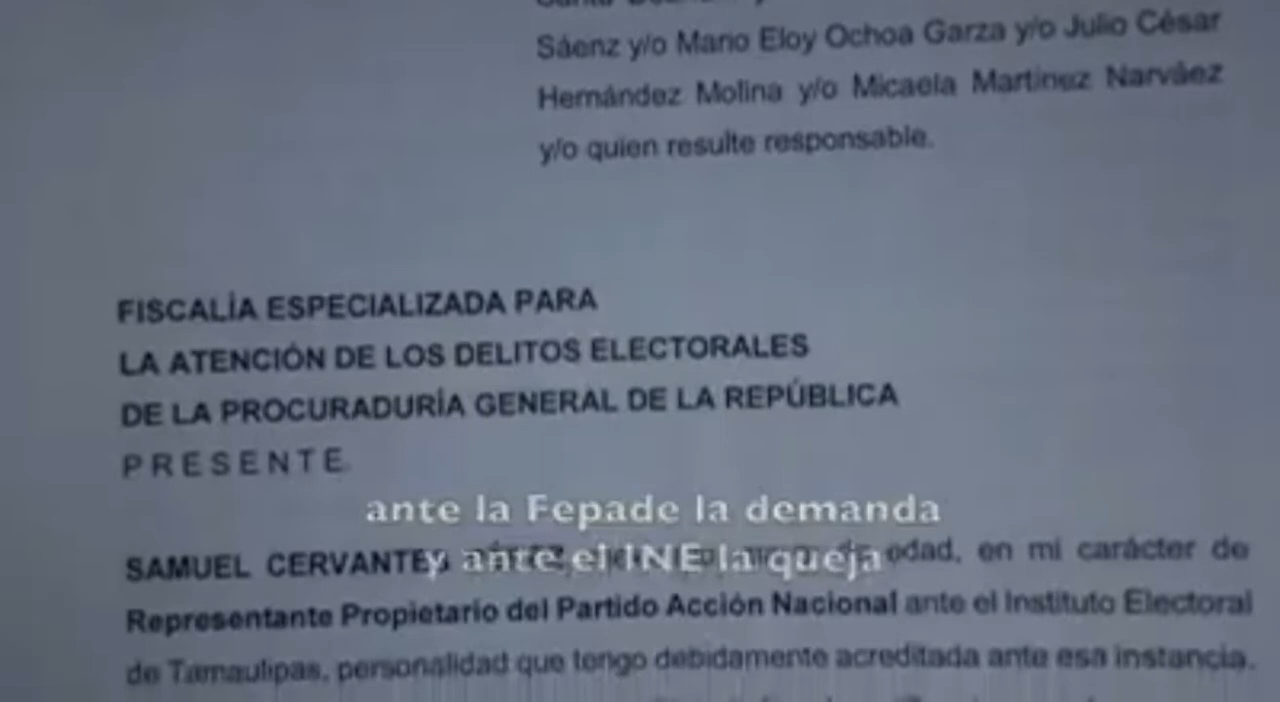 Sáenz y/o Mario Eloy Ochoa Garza y/o Julio César
Hernández Molina y/o Micaela Martinez Narváez
y/o quien resulte responsable.
FISCALÍA ESPECIALIZADA PARA
LA ATENCIÓN DE LOS DELITOS ELECTORALES
DE LA PROCURADURÍA GENERAL DE LA REPÚBLICA
P R E S E N T E.
ante la Fepade la demanda
y ante el INE la queja
SAMUEL CERVANTES edad, en mi carácter de
Representante Propietario del Partido Acción Nacional ante el Instituto Electoral
de Tamaulipas, personalidad que tengo debidamente acreditada ante esa instancia,